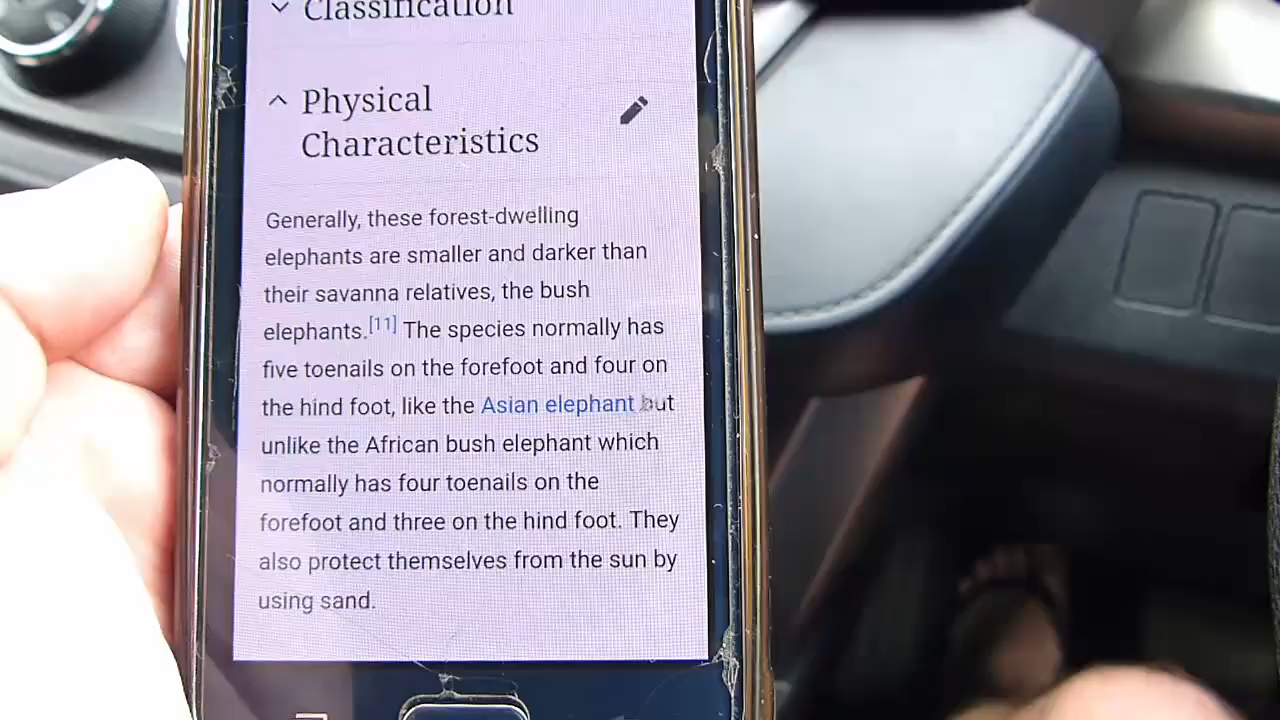 Classification
Physical
Characteristics
Generally, these forest-dwelling
elephants are smaller and darker than
their savanna relatives, the bush
elephants.[11] The species normally has
five toenails on the forefoot and four on
the hind foot, like the Asian elephant but
unlike the African bush elephant which
normally has four toenails on the
forefoot and three on the hind foot. They
also protect themselves from the sun by
using sand.